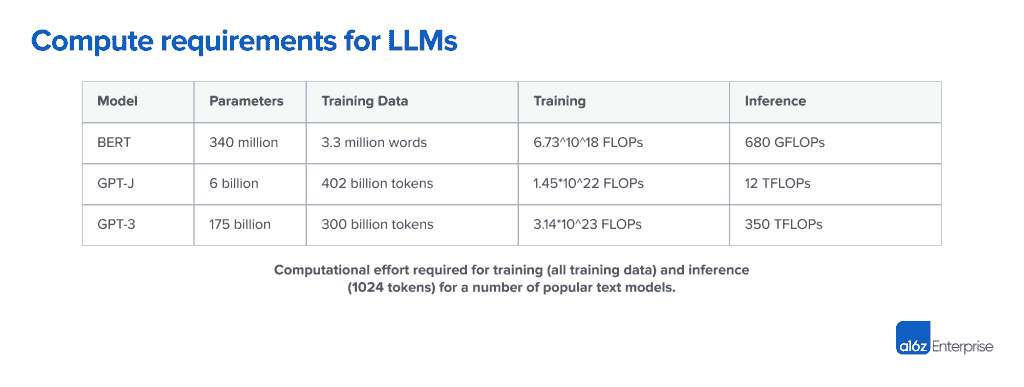 Compute requirements for LLMs
Model Parameters Training Data Training Inference
BERT 340 million 3.3 million words 6.73^10^18 FLOPs 680 GFLOPs
GPT-J 6 billion 402 billion tokens 1.45*10^22 FLOPs 12 TFLOPs
GPT-3 175 billion 300 billion tokens 3.14*10^23 FLOPs 350 TFLOPs
Computational effort required for training (all training data) and inference
(1024 tokens) for a number of popular text models.
a16z Enterprise